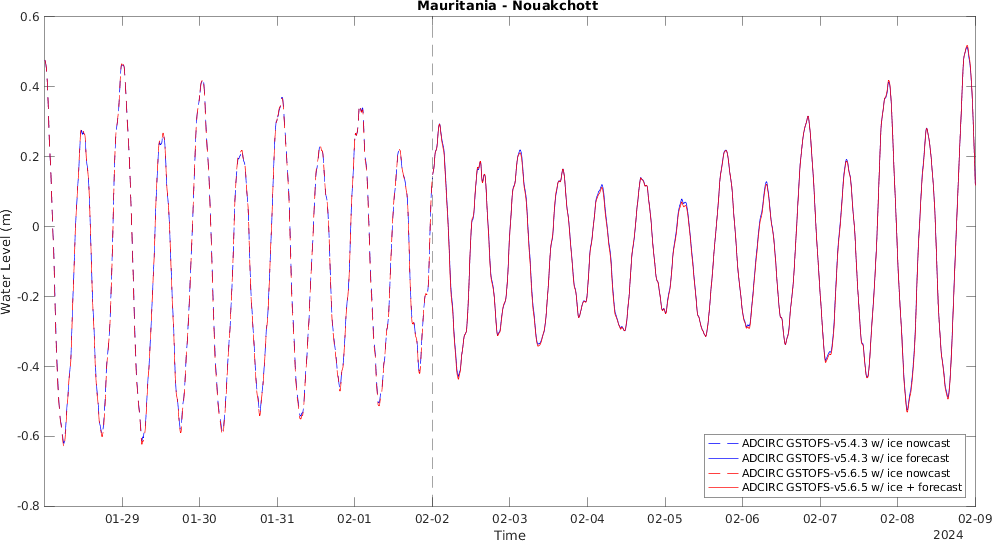 Mauritania - Nouakchott
0.6
0.4
0.2
0
-0.2
-0.4
-0.6
-0.8
Water Level (m)
ADCIRC GSTOFS-v5.4.3 w/ ice nowcast
ADCIRC GSTOFS-v5.4.3 w/ ice forecast
ADCIRC GSTOFS-v5.6.5 w/ ice nowcast
ADCIRC GSTOFS-v5.6.5 w/ ice + forecast
01-29 01-30 01-31 02-01 02-02 02-03 02-04 02-05 02-06 02-07 02-08 02-09
Time
2024